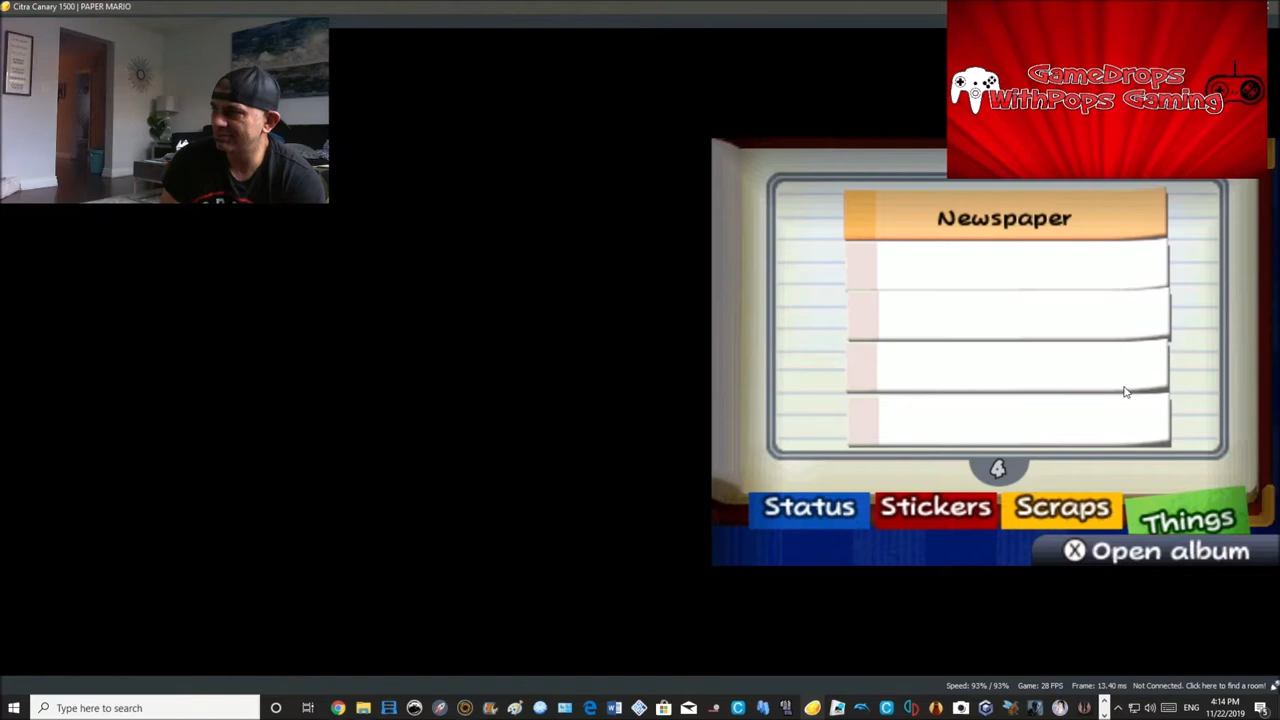 Citra Canary 1500 | PAPER MARIO
GameDrops
WithPops Gaming
Newspaper
4
Status
Stickers
Scraps
Things
X Open album
Speed: 93% / 93%
Game: 28 FPS
Frame: 13.40 ms
Not Connected. Click here to find a room!
Type here to search
ENG
4:14 PM
11/22/2019